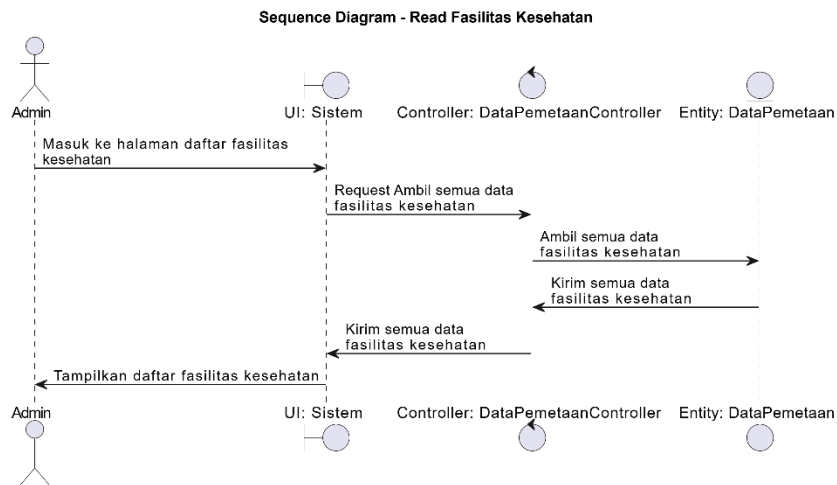 Sequence Diagram - Read Fasilitas Kesehatan
Admin
UI: Sistem
Controller: DataPemetaanController
Entity: DataPemetaan
Masuk ke halaman daftar fasilitas
kesehatan
Request Ambil semua data
fasilitas kesehatan
Ambil semua data
fasilitas kesehatan
Kirim semua data
fasilitas kesehatan
Kirim semua data
fasilitas kesehatan
Tampilkan daftar fasilitas kesehatan
Admin
UI: Sistem
Controller: DataPemetaanController
Entity: DataPemetaan